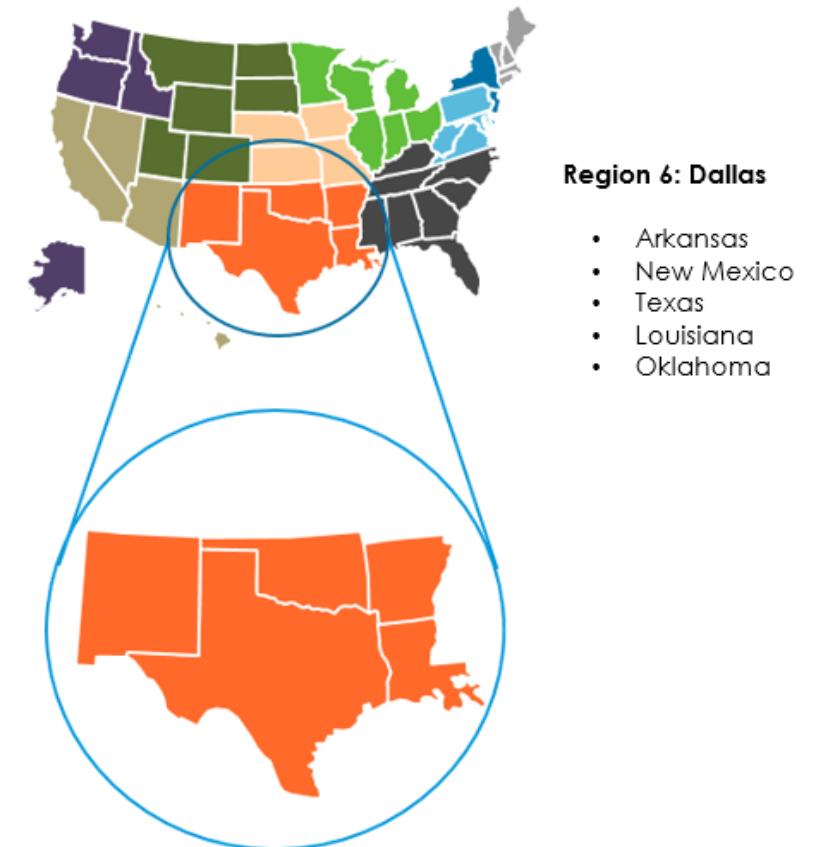 Region 6: Dallas
• Arkansas
• New Mexico
• Texas
• Louisiana
• Oklahoma